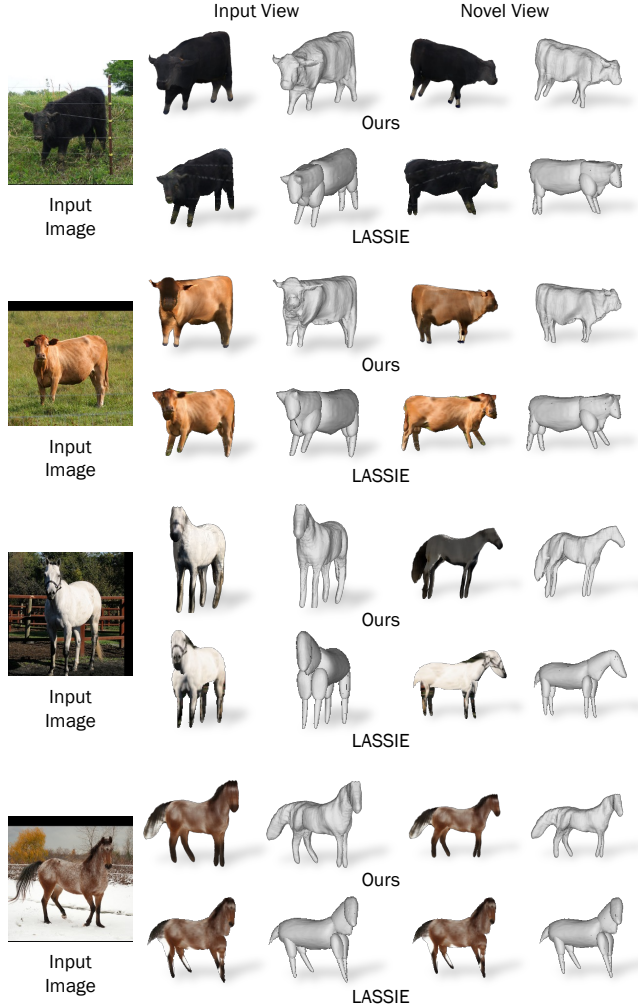 Input View
Novel View
Ours
Input
Image
LASSIE
Ours
Input
Image
LASSIE
Ours
Input
Image
LASSIE
Ours
Input
Image
LASSIE